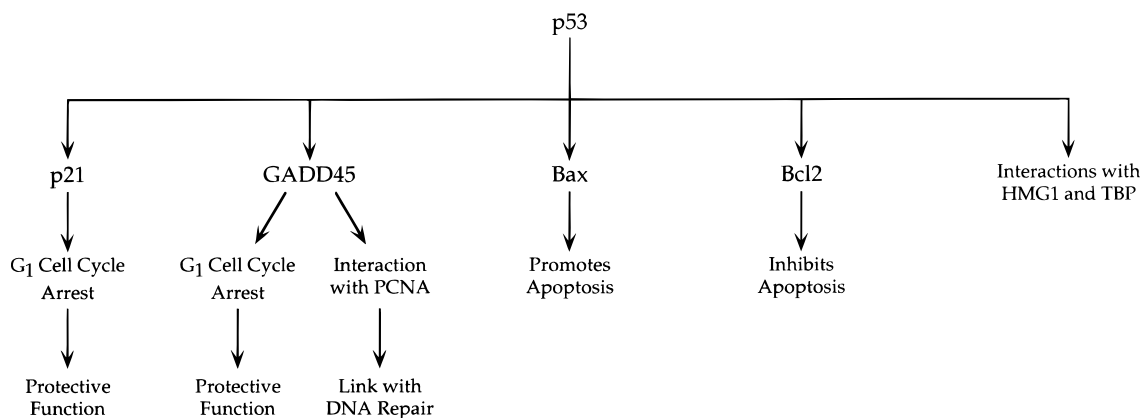 p53
p21
GADD45
Bax
Bcl2
Interactions with
HMG1 and TBP
G1 Cell Cycle
Arrest
G1 Cell Cycle
Arrest
Interaction
with PCNA
Promotes
Apoptosis
Inhibits
Apoptosis
Protective
Function
Protective
Function
Link with
DNA Repair